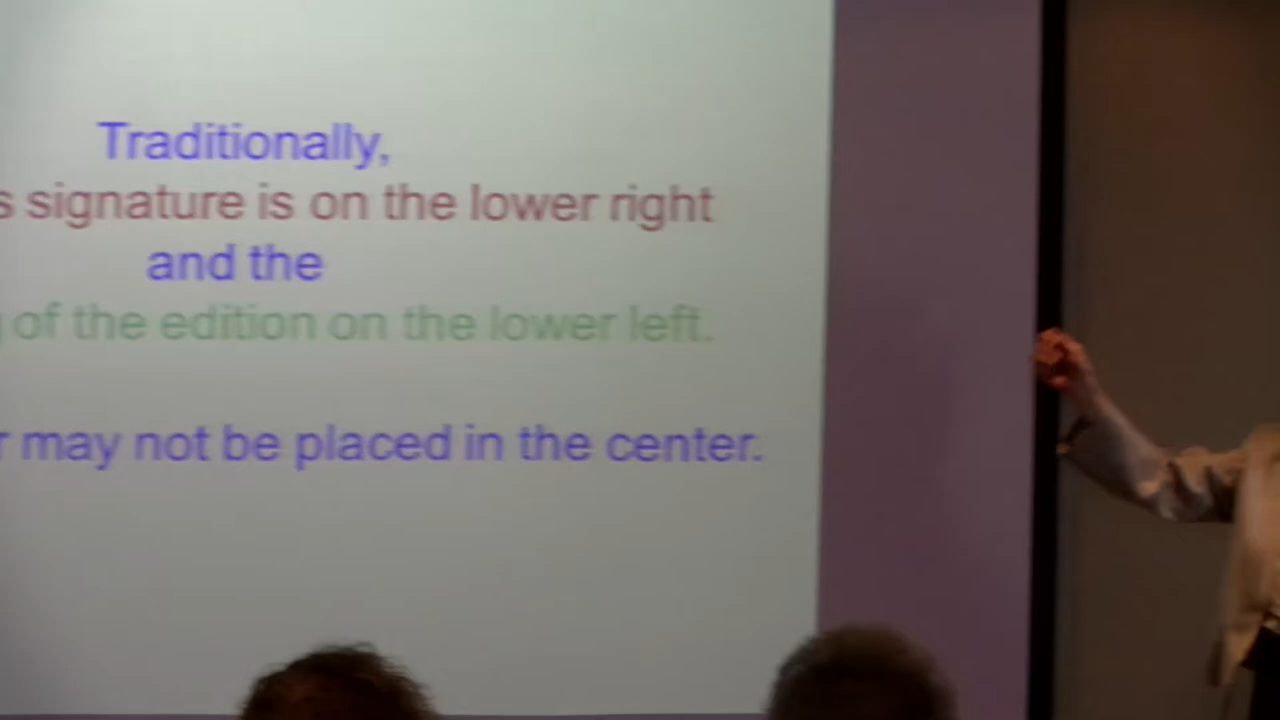 Traditionally,
s signature is on the lower right
and the
of the edition on the lower left.
r may not be placed in the center.